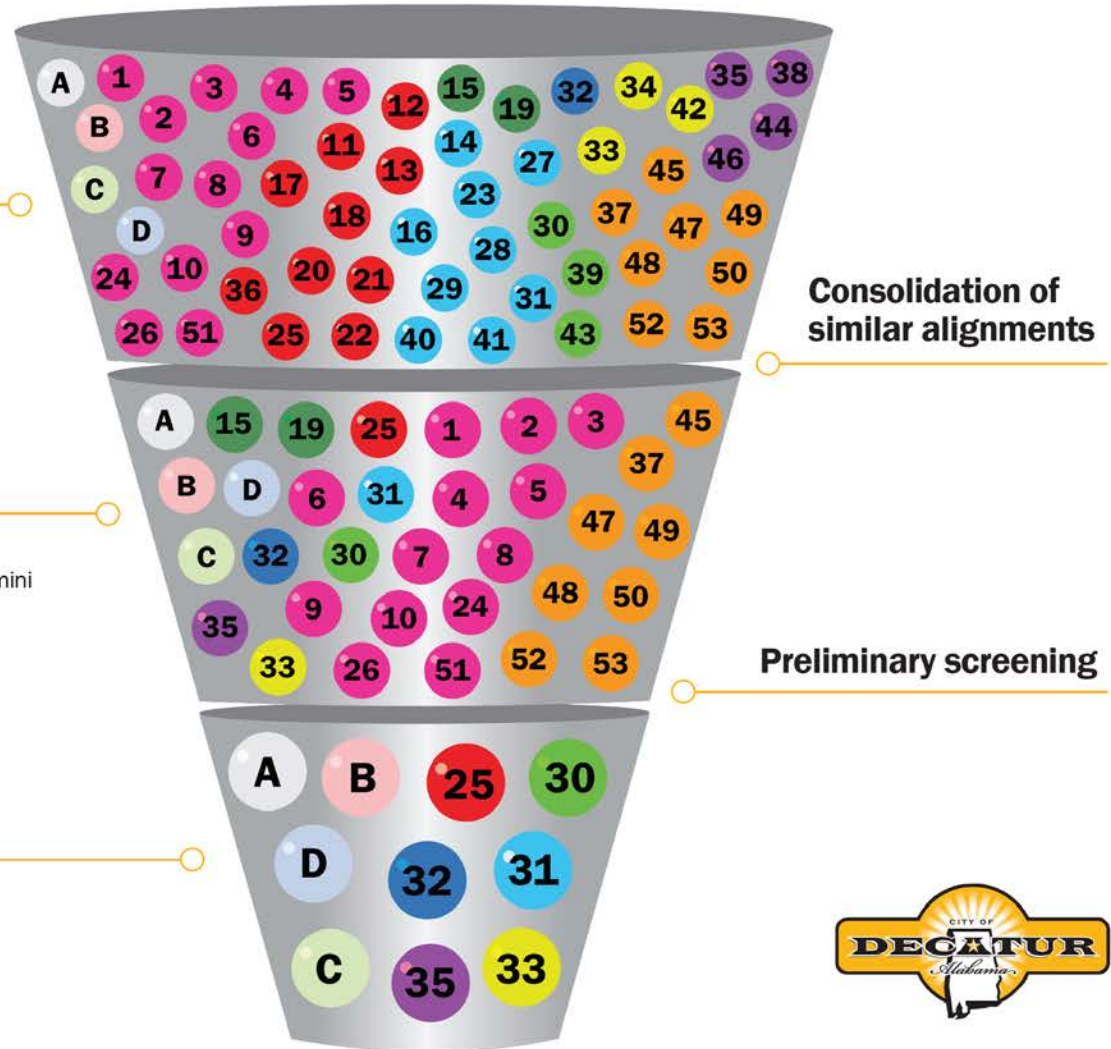 A 1 3 4 5 12 15 19 32 34 42 35 38
B 2 6 11 13 14 27 33 45 46 44
C 7 8 17 18 23 30 37 47 49
D 9 16 28 39 48 50
24 10 36 20 21 29 31
26 51 25 22 40 41 43 52 53
Consolidation of
similar alignments
A 15 19 25 1 2 3 45
B D 6 31 4 5 37
C 32 30 7 8 47 49
mini
35 9 10 24 48 50
33 26 51 52 53
Preliminary screening
A B 25 30
D 32 31
C 35 33
CITY OF
DECATUR
Alabama